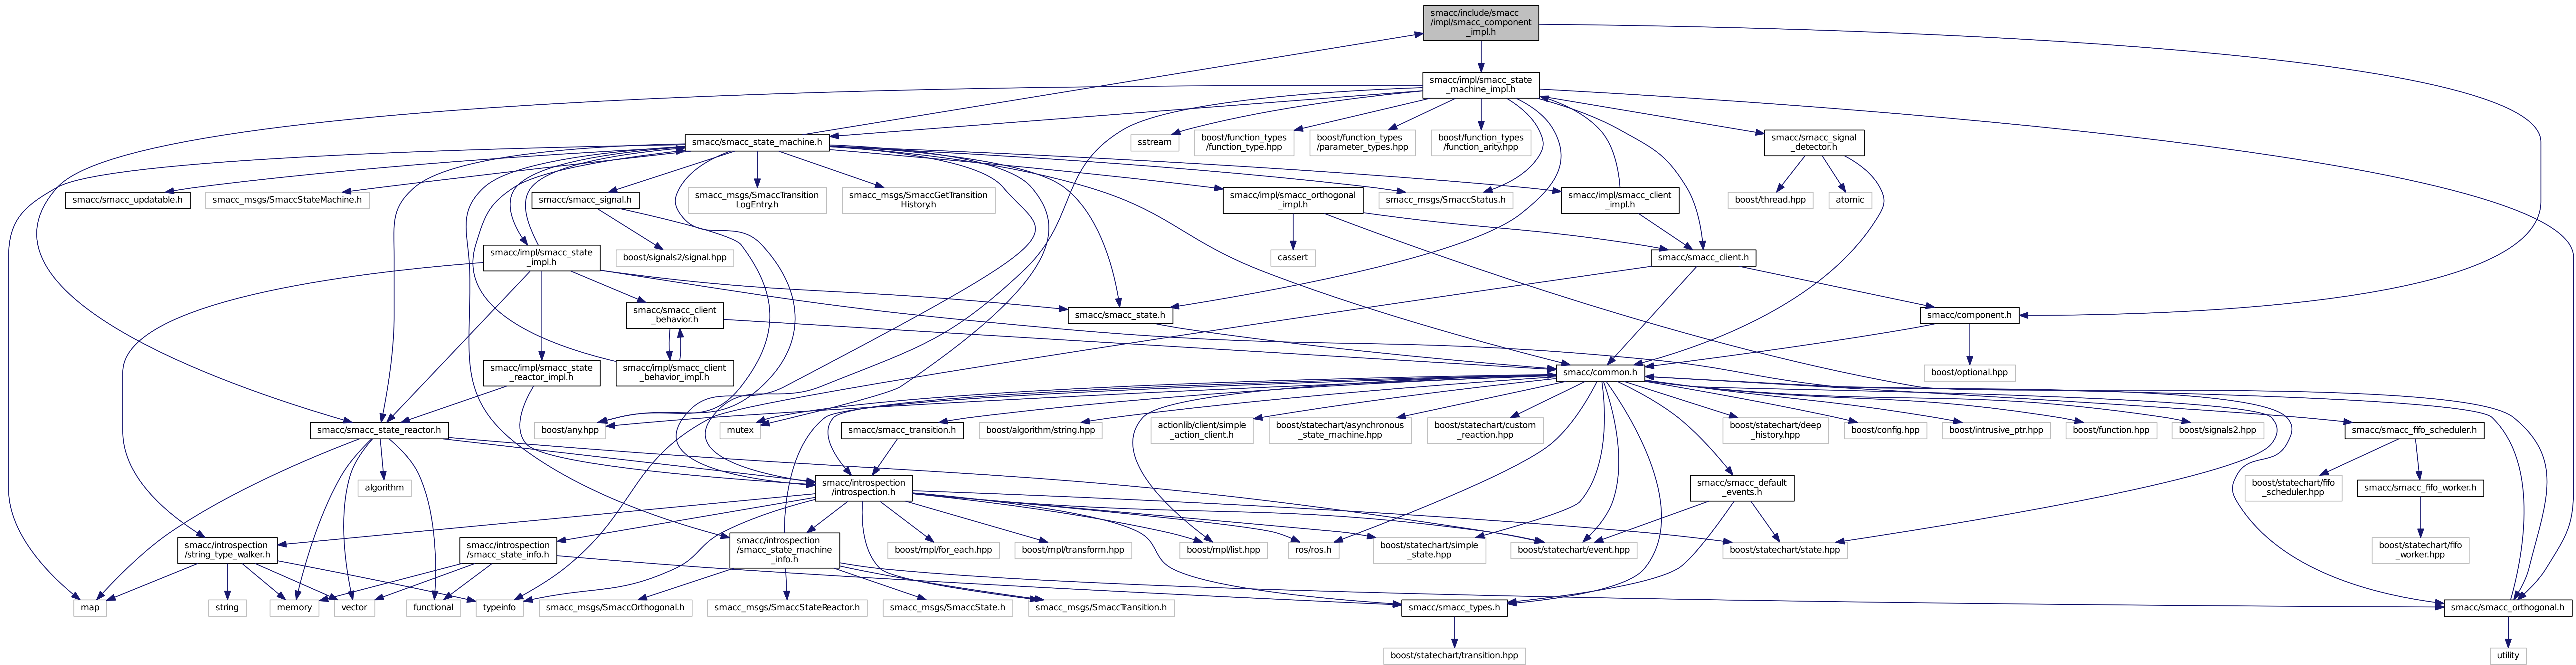 smacc/include/smacc
/impl/smacc_component
_impl.h
smacc/impl/smacc_state
_machine_impl.h
smacc/smacc_state_machine.h
sstream
boost/function_types
/function_type.hpp
boost/function_types
/parameter_types.hpp
boost/function_types
/function_arity.hpp
smacc/smacc_signal
_detector.h
smacc/smacc_updatable.h
smacc_msgs/SmaccStateMachine.h
smacc/smacc_signal.h
smacc_msgs/SmaccTransition
LogEntry.h
smacc_msgs/SmaccGetTransition
History.h
smacc/impl/smacc_orthogonal
_impl.h
smacc_msgs/SmaccStatus.h
smacc/impl/smacc_client
_impl.h
boost/thread.hpp
atomic
smacc/impl/smacc_state
_impl.h
boost/signals2/signal.hpp
cassert
smacc/smacc_client.h
smacc/smacc_client
_behavior.h
smacc/smacc_state.h
smacc/component.h
smacc/impl/smacc_state
_reactor_impl.h
smacc/impl/smacc_client
_behavior_impl.h
smacc/common.h
boost/optional.hpp
smacc/smacc_state_reactor.h
boost/any.hpp
mutex
smacc/smacc_transition.h
boost/algorithm/string.hpp
actionlib/client/simple
_action_client.h
boost/statechart/asynchronous
_state_machine.hpp
boost/statechart/custom
_reaction.hpp
boost/statechart/deep
_history.hpp
boost/config.hpp
boost/intrusive_ptr.hpp
boost/function.hpp
boost/signals2.hpp
smacc/smacc_fifo_scheduler.h
algorithm
smacc/introspection
/introspection.h
smacc/smacc_default
_events.h
boost/statechart/fifo
_scheduler.hpp
smacc/smacc_fifo_worker.h
smacc/introspection
/string_type_walker.h
smacc/introspection
/smacc_state_info.h
smacc/introspection
/smacc_state_machine
_info.h
boost/mpl/for_each.hpp
boost/mpl/transform.hpp
boost/mpl/list.hpp
ros/ros.h
boost/statechart/simple
_state.hpp
boost/statechart/event.hpp
boost/statechart/state.hpp
boost/statechart/fifo
_worker.hpp
map
string
memory
vector
functional
typeinfo
smacc_msgs/SmaccOrthogonal.h
smacc_msgs/SmaccStateReactor.h
smacc_msgs/SmaccState.h
smacc_msgs/SmaccTransition.h
smacc/smacc_types.h
smacc/smacc_orthogonal.h
boost/statechart/transition.hpp
utility